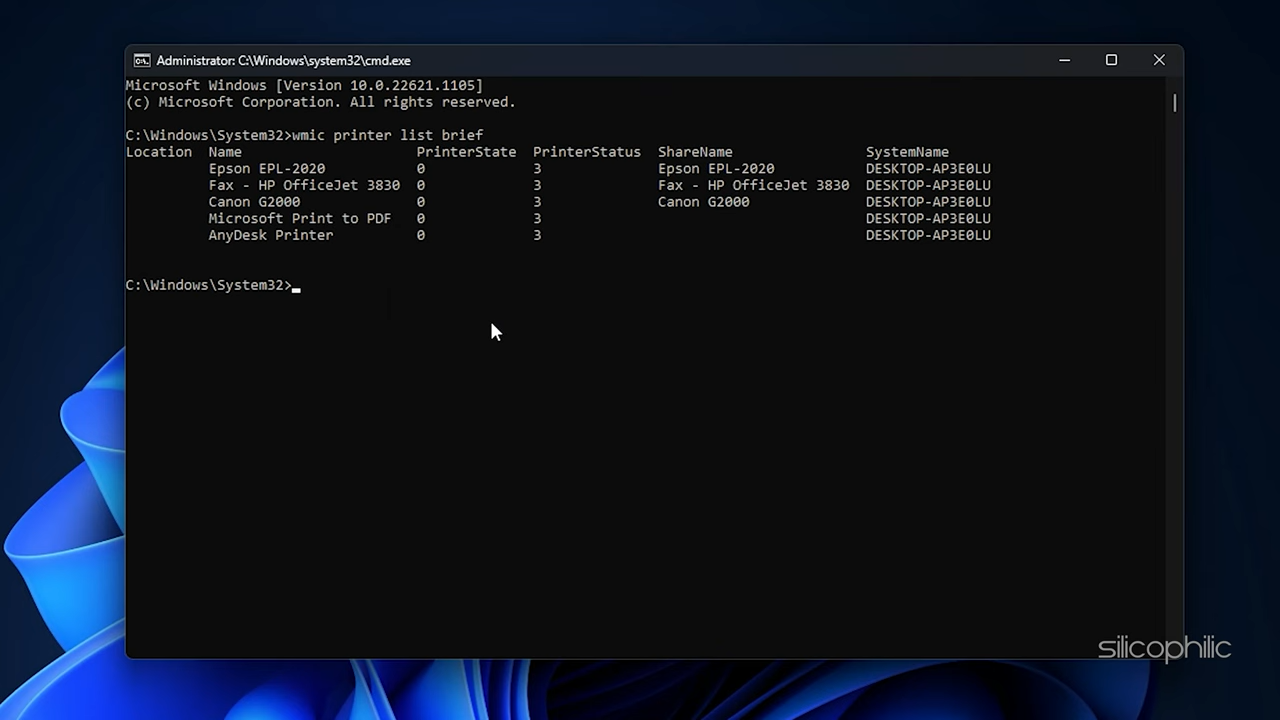 Administrator: C:\Windows\system32\cmd.exe
Microsoft Windows [Version 10.0.22621.1105]
(c) Microsoft Corporation. All rights reserved.
C:\Windows\System32>wmic printer list brief
Location  Name                      PrinterState  PrinterStatus  ShareName                 SystemName
          Epson EPL-2020            0             3              Epson EPL-2020            DESKTOP-AP3E0LU
          Fax - HP OfficeJet 3830   0             3              Fax - HP OfficeJet 3830   DESKTOP-AP3E0LU
          Canon G2000               0             3              Canon G2000               DESKTOP-AP3E0LU
          Microsoft Print to PDF    0             3                                        DESKTOP-AP3E0LU
          AnyDesk Printer           0             3                                        DESKTOP-AP3E0LU
C:\Windows\System32>
silicophilic